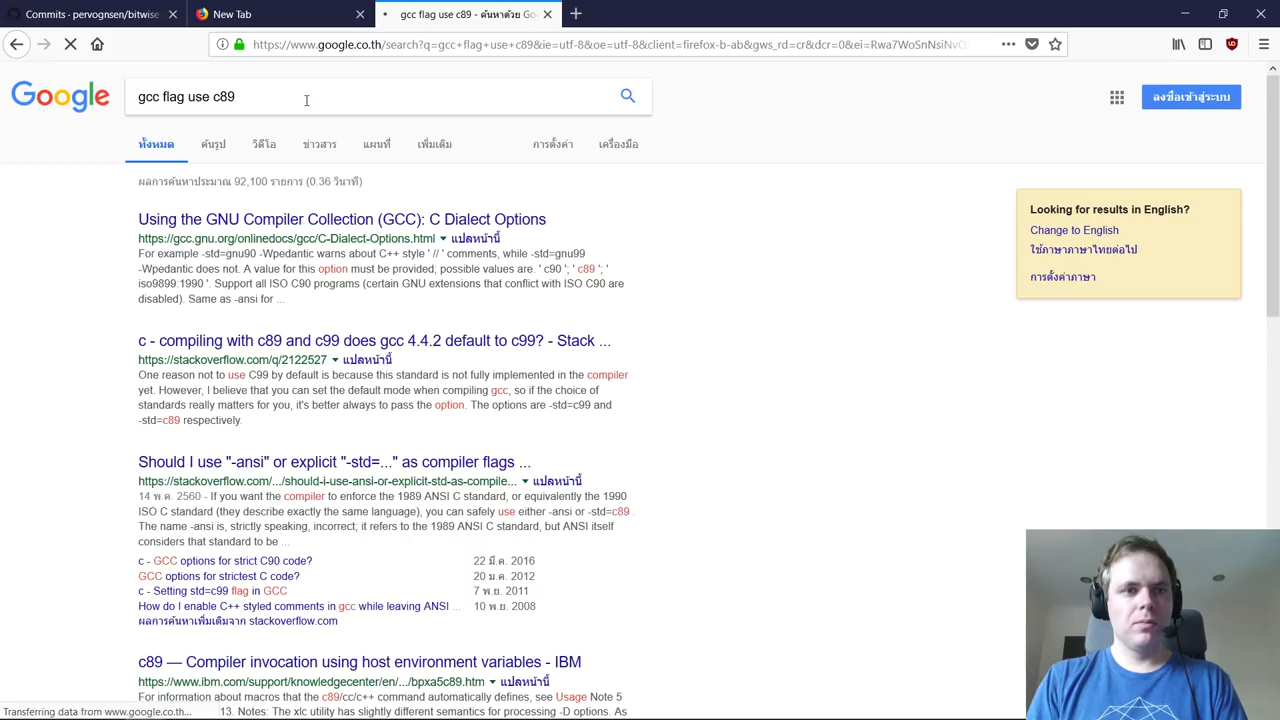 Commits - pervognsen/bitwise
New Tab
gcc flag use c89 - ค้นหาด้วย Go
https://www.google.co.th/search?q=gcc+flag+use+c89&ie=utf-8&oe=utf-8&client=firefox-b-ab&gws_rd=cr&dcr=0&ei=Rwa7WoSnNsiNvQ
Google
gcc flag use c89
ลงชื่อเข้าสู่ระบบ
ทั้งหมด ค้นรูป วิดีโอ ข่าวสาร แผนที่ เพิ่มเติม การตั้งค่า เครื่องมือ
ผลการค้นหาประมาณ 92,100 รายการ (0.36 วินาที)
Using the GNU Compiler Collection (GCC): C Dialect Options
https://gcc.gnu.org/onlinedocs/gcc/C-Dialect-Options.html แปลหน้านี้
For example -std=gnu90 -Wpedantic warns about C++ style ' // ' comments, while -std=gnu99
-Wpedantic does not. A value for this option must be provided; possible values are. ' c90 '; ' c89 '; '
iso9899:1990 '. Support all ISO C90 programs (certain GNU extensions that conflict with ISO C90 are
disabled). Same as -ansi for ...
c - compiling with c89 and c99 does gcc 4.4.2 default to c99? - Stack ...
https://stackoverflow.com/q/2122527 แปลหน้านี้
One reason not to use C99 by default is because this standard is not fully implemented in the compiler
yet. However, I believe that you can set the default mode when compiling gcc, so if the choice of
standards really matters for you, it's better always to pass the option. The options are -std=c99 and
-std=c89 respectively.
Should I use "-ansi" or explicit "-std=..." as compiler flags ...
https://stackoverflow.com/.../should-i-use-ansi-or-explicit-std-as-compile... แปลหน้านี้
14 พ.ค. 2560 - If you want the compiler to enforce the 1989 ANSI C standard, or equivalently the 1990
ISO C standard (they describe exactly the same language), you can safely use either -ansi or -std=c89 .
The name -ansi is, strictly speaking, incorrect; it refers to the 1989 ANSI C standard, but ANSI itself
considers that standard to be ...
c - GCC options for strict C90 code? 22 มี.ค. 2016
GCC options for strictest C code? 20 ม.ค. 2012
c - Setting std=c99 flag in GCC 7 พ.ย. 2011
How do I enable C++ styled comments in gcc while leaving ANSI ... 10 พ.ย. 2008
ผลการค้นหาเพิ่มเติมจาก stackoverflow.com
c89 — Compiler invocation using host environment variables - IBM
https://www.ibm.com/support/knowledgecenter/en/.../bpxa5c89.htm แปลหน้านี้
For information about macros that the c89/cc/c++ command automatically defines, see Usage Note 5
13. Notes: The xlc utility has slightly different semantics for processing -D options. As
Looking for results in English?
Change to English
ใช้ภาษาภาษาไทยต่อไป
การตั้งค่าภาษา
Transferring data from www.google.co.th...